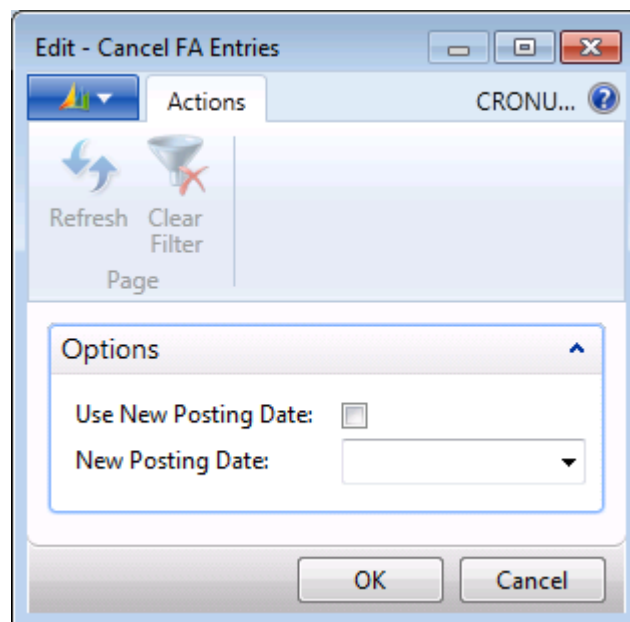 Edit - Cancel FA Entries
Actions
CRONU...
Refresh Clear
Filter
Page
Options
Use New Posting Date:
New Posting Date:
OK Cancel